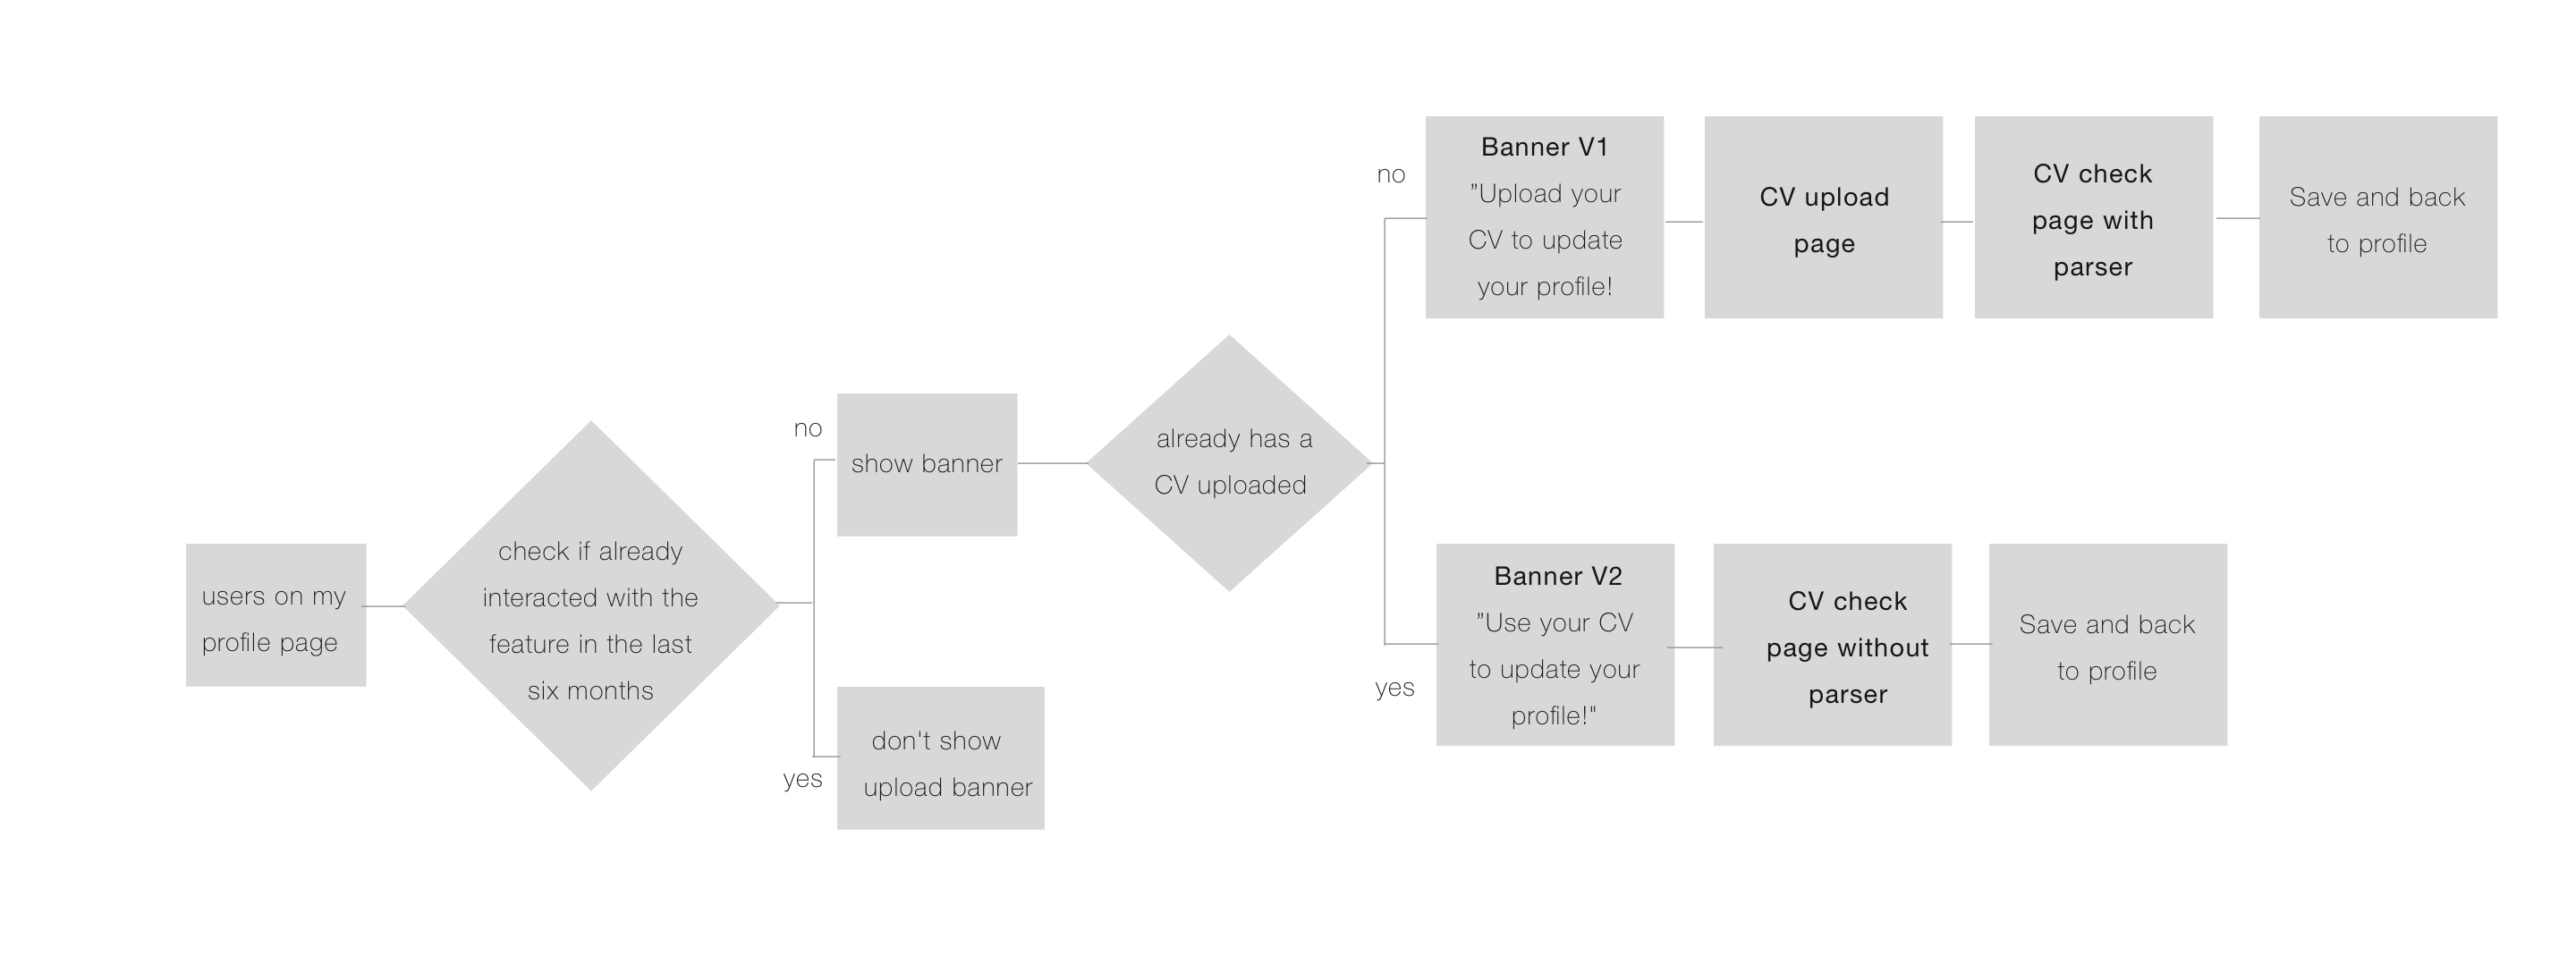 users on my
profile page
check if already
interacted with the
feature in the last
six months
no
show banner
yes
don't show
upload banner
already has a
CV uploaded
no
Banner V1
”Upload your
CV to update
your profile!
CV upload
page
CV check
page with
parser
Save and back
to profile
yes
Banner V2
”Use your CV
to update your
profile!"
CV check
page without
parser
Save and back
to profile